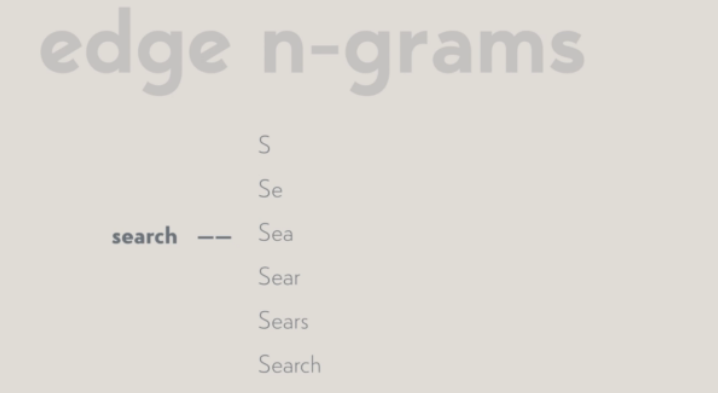 edge n-grams
S
Se
search —— Sea
Sear
Sears
Search